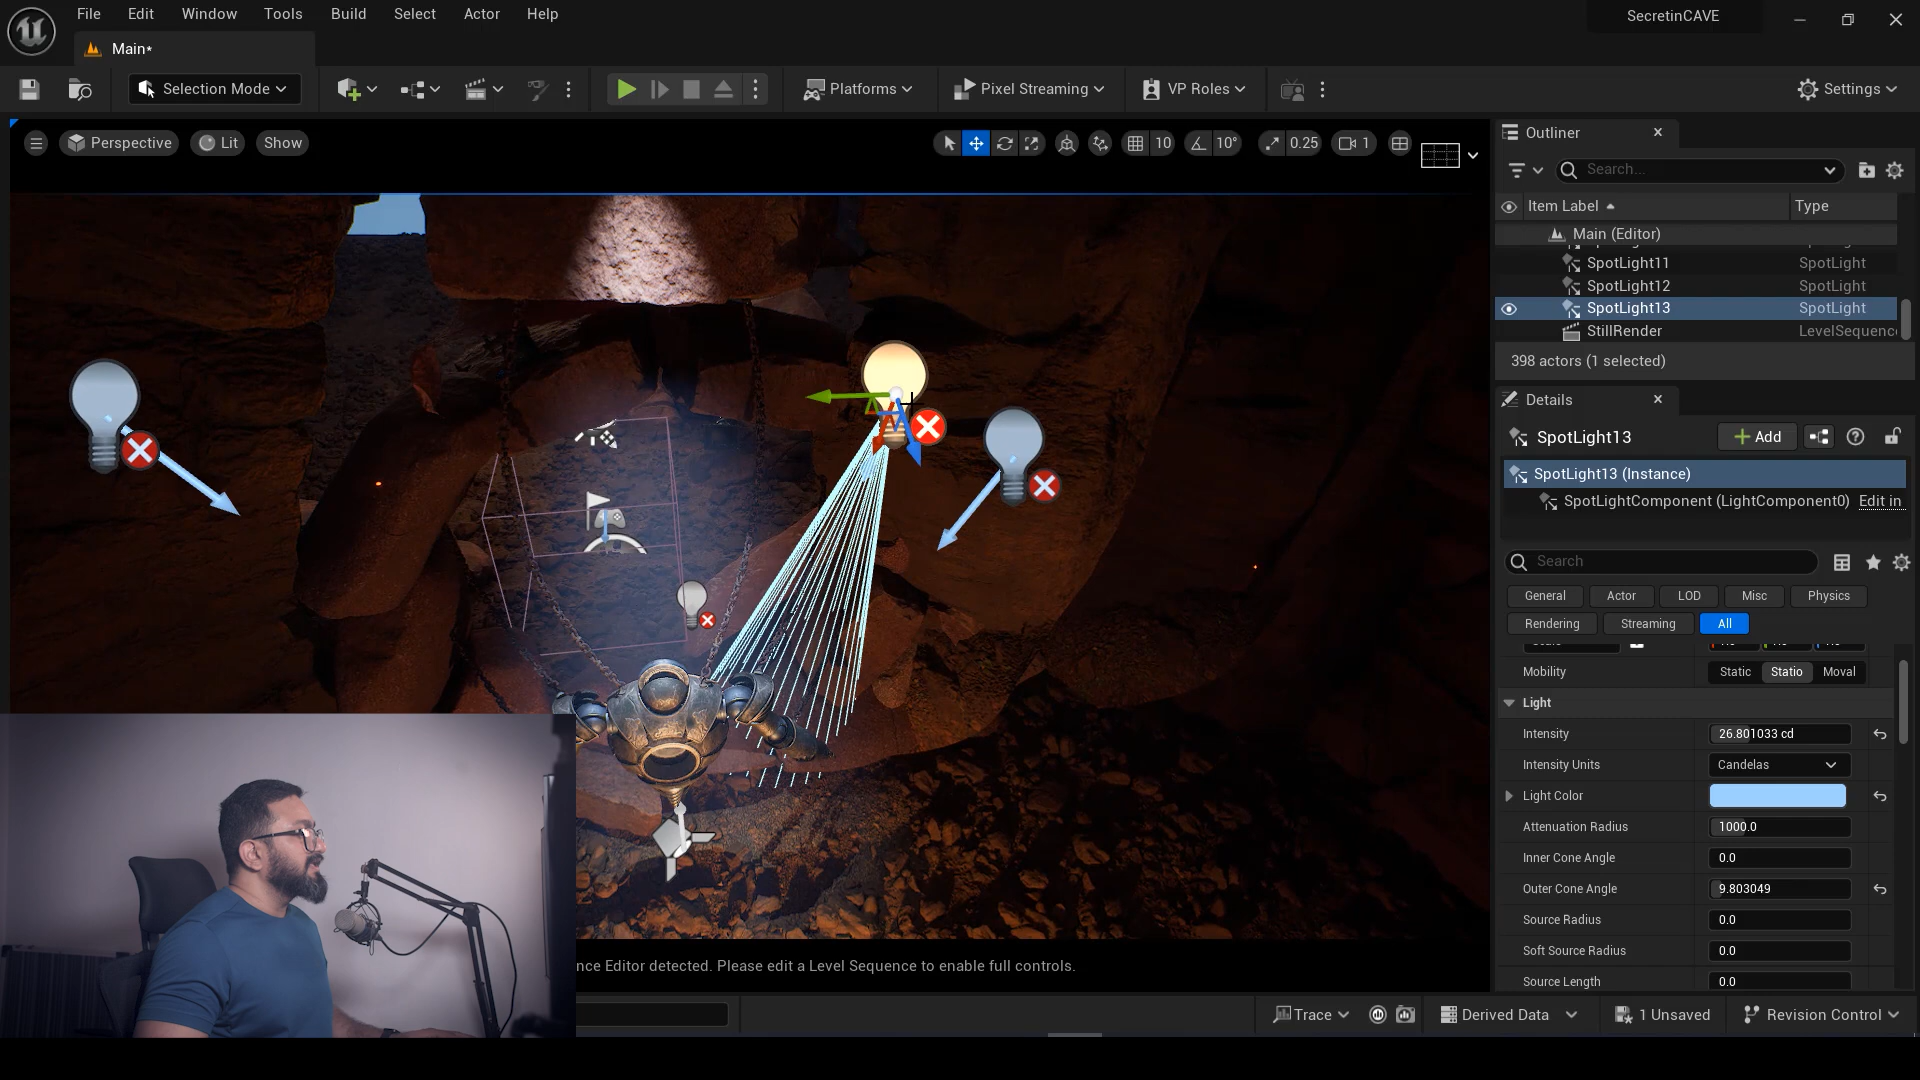 File Edit Window Tools Build Select Actor Help
SecretinCAVE
Main*
Selection Mode
Platforms
Pixel Streaming
VP Roles
Settings
Perspective
Lit
Show
10
10°
0.25
1
Outliner
Search...
Item Label
Type
Main (Editor)
SpotLight11 SpotLight
SpotLight12 SpotLight
SpotLight13 SpotLight
StillRender LevelSequenc
398 actors (1 selected)
Details
SpotLight13
Add
SpotLight13 (Instance)
SpotLightComponent (LightComponent0) Edit in
Search
General Actor LOD Misc Physics
Rendering Streaming All
Mobility Static Statio Moval
Light
Intensity 26.801033 cd
Intensity Units Candelas
Light Color
Attenuation Radius 1000.0
Inner Cone Angle 0.0
Outer Cone Angle 9.803049
Source Radius 0.0
Soft Source Radius 0.0
Source Length 0.0
nce Editor detected. Please edit a Level Sequence to enable full controls.
Trace
Derived Data
1 Unsaved
Revision Control